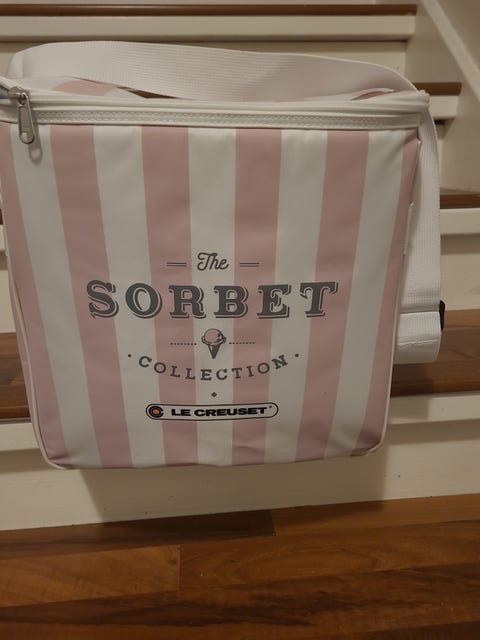 The
SORBET
COLLECTION
LE CREUSET®